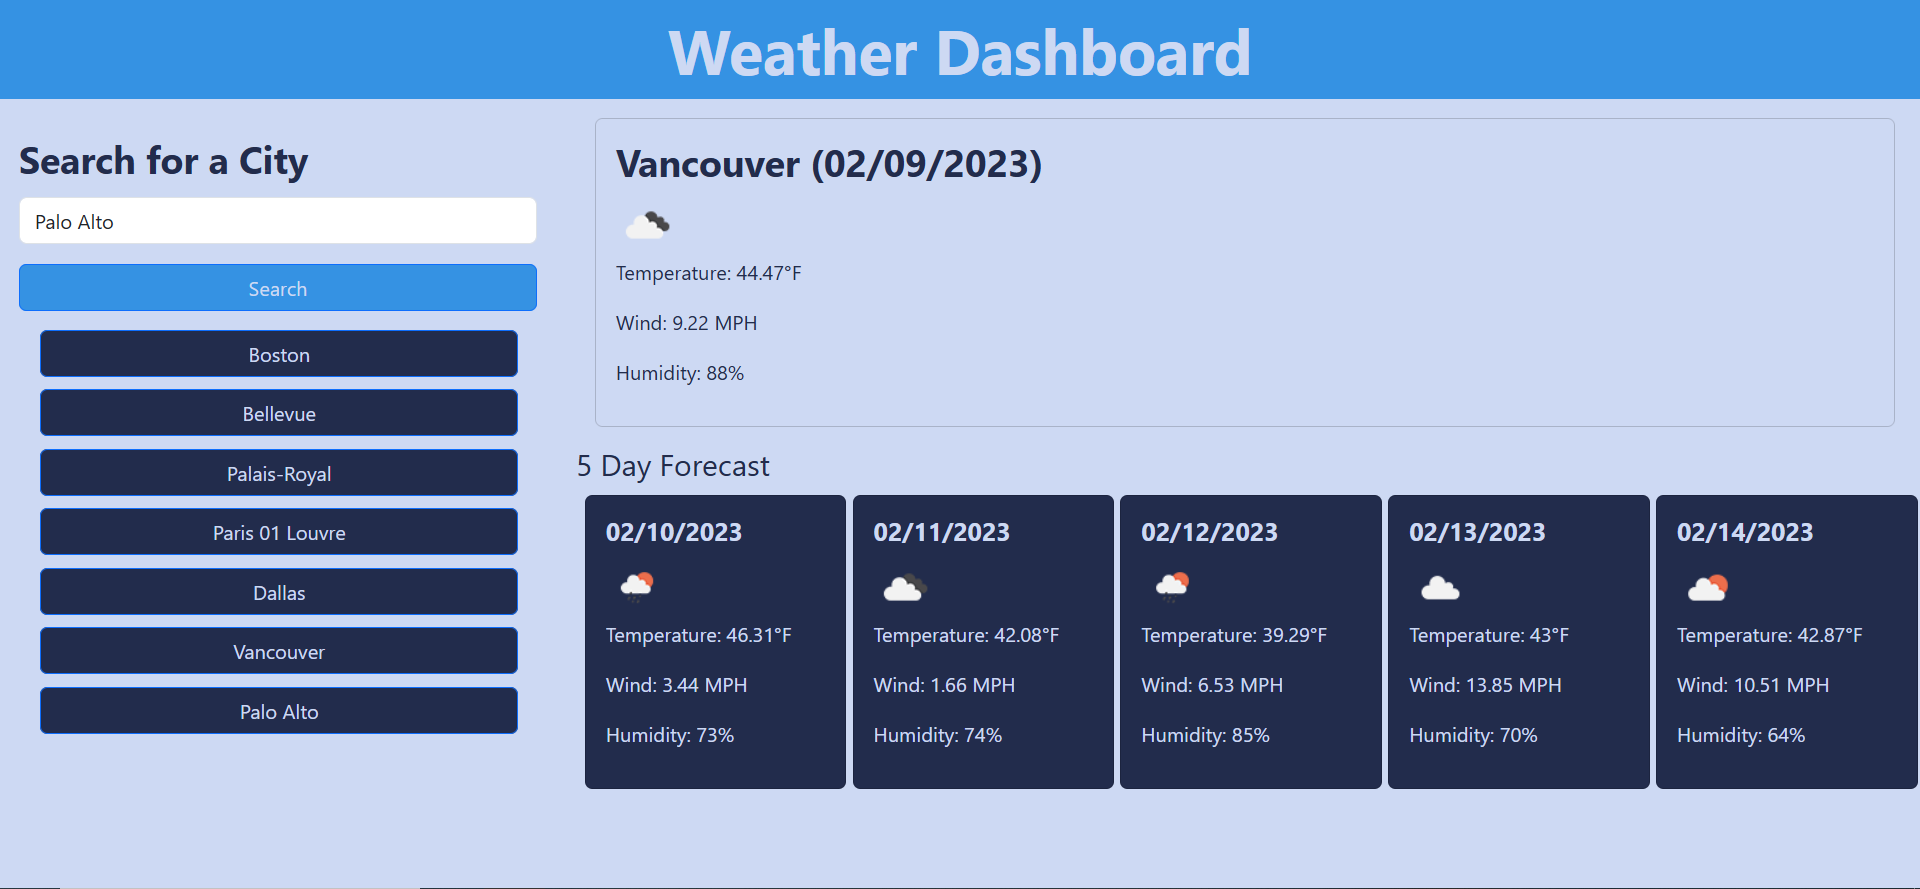 Weather Dashboard
Search for a City
Palo Alto
Search
Boston
Bellevue
Palais-Royal
Paris 01 Louvre
Dallas
Vancouver
Palo Alto
Vancouver (02/09/2023)
Temperature: 44.47°F
Wind: 9.22 MPH
Humidity: 88%
5 Day Forecast
02/10/2023
Temperature: 46.31°F
Wind: 3.44 MPH
Humidity: 73%
02/11/2023
Temperature: 42.08°F
Wind: 1.66 MPH
Humidity: 74%
02/12/2023
Temperature: 39.29°F
Wind: 6.53 MPH
Humidity: 85%
02/13/2023
Temperature: 43°F
Wind: 13.85 MPH
Humidity: 70%
02/14/2023
Temperature: 42.87°F
Wind: 10.51 MPH
Humidity: 64%